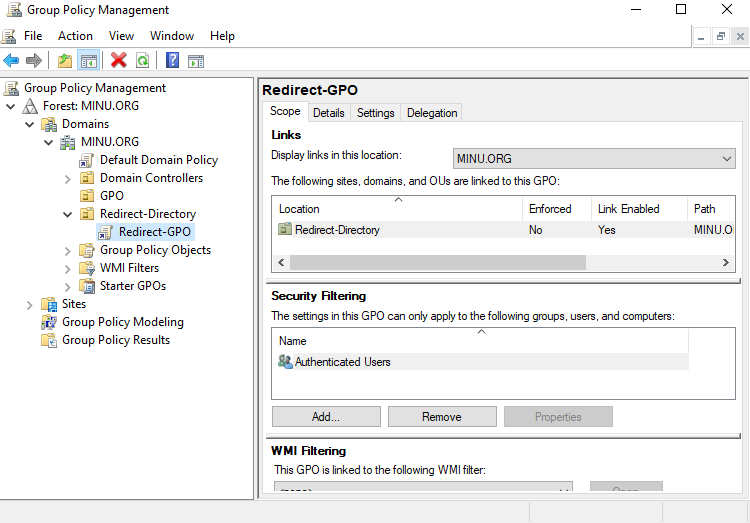 Group Policy Management
File Action View Window Help
Group Policy Management
Forest: MINU.ORG
Domains
MINU.ORG
Default Domain Policy
Domain Controllers
GPO
Redirect-Directory
Redirect-GPO
Group Policy Objects
WMI Filters
Starter GPOs
Sites
Group Policy Modeling
Group Policy Results
Redirect-GPO
Scope Details Settings Delegation
Links
Display links in this location: MINU.ORG
The following sites, domains, and OUs are linked to this GPO:
Location Enforced Link Enabled Path
Redirect-Directory No Yes MINU.O
Security Filtering
The settings in this GPO can only apply to the following groups, users, and computers:
Name
Authenticated Users
Add... Remove Properties
WMI Filtering
This GPO is linked to the following WMI filter: